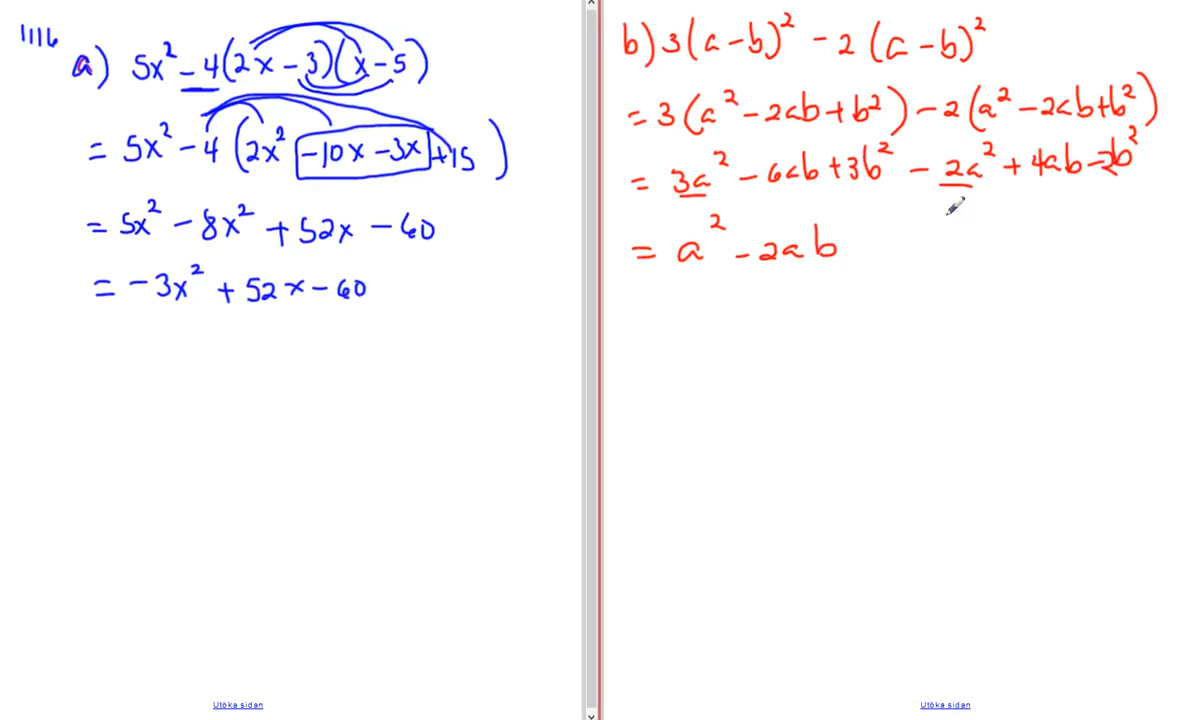 1116
a) 5x² - 4(2x - 3)(x - 5)
= 5x² - 4(2x² -10x - 3x + 15)
= 5x² - 8x² + 52x - 60
= -3x² + 52x - 60
Utöka sidan
b) 3(a - b)² - 2(a - b)²
= 3(a² - 2ab + b²) - 2(a² - 2ab + b²)
= 3a² - 6ab + 3b² - 2a² + 4ab - 2b²
= a² - 2ab
Utöka sidan